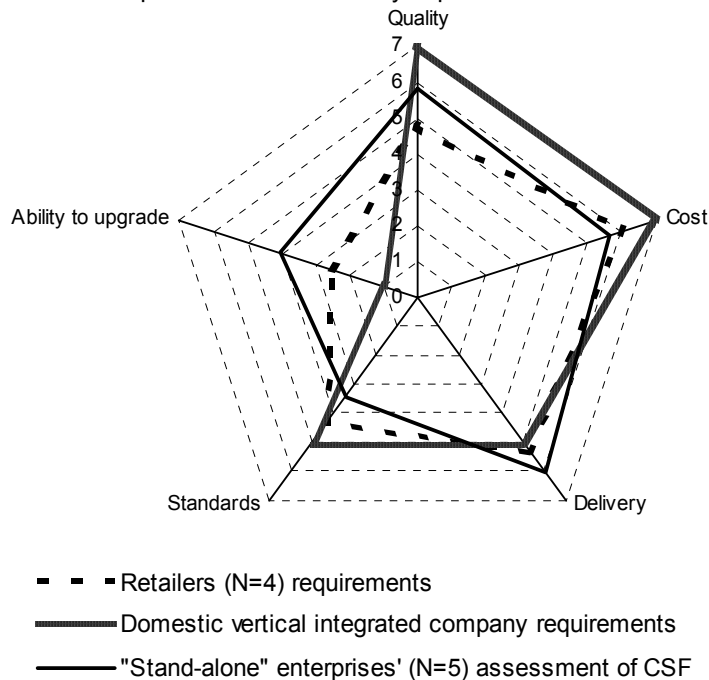 Quality
7
6
5
4
3
2
1
0
Cost
Ability to upgrade
Standards
Delivery
Retailers (N=4) requirements
Domestic vertical integrated company requirements
"Stand-alone" enterprises' (N=5) assessment of CSF